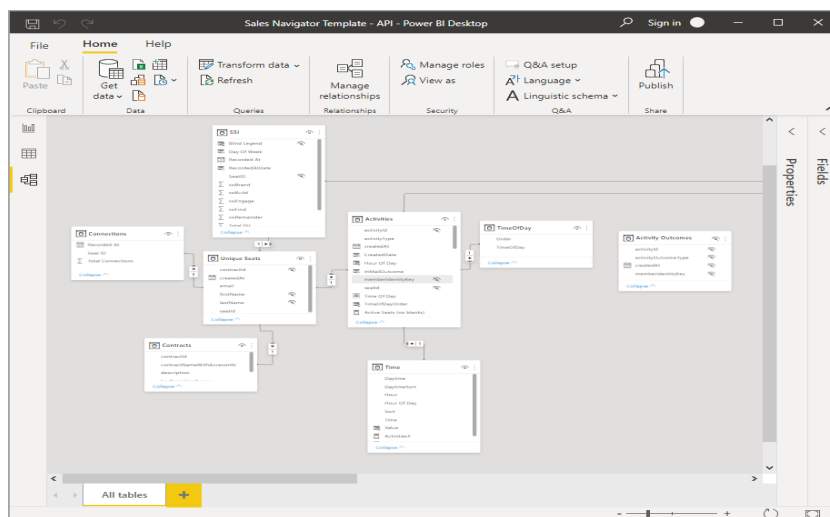 Sales Navigator Template - API - Power BI Desktop
Sign in
File
Home
Help
Paste
Clipboard
Get data
Data
Transform data
Refresh
Queries
Manage relationships
Relationships
Manage roles
View as
Security
Q&A setup
Language
Linguistic schema
Q&A
Publish
Share
Properties
Fields
SSI
Blind Legend
Day Of Week
Recorded At
RecordedAtDate
SeatID
ssiBrand
ssiBuild
ssiEngage
ssiFind
ssiRemainder
Total SSI
Collapse
Connections
Recorded At
Seat ID
Total Connections
Collapse
Unique Seats
contractId
createdAt
email
firstName
lastName
seatId
Collapse
Contracts
contractId
description
Collapse
Activities
activityId
activityType
createdAt
CreatedDate
Hour Of Day
InMailOutcome
memberIdentityKey
seatId
Time Of Day
TimeOfDayOrder
Active Seats (no blanks)
Collapse
TimeOfDay
Order
TimeOfDay
Collapse
Activity Outcomes
activityId
activityOutcomeType
createdAt
memberIdentityKey
Collapse
Time
Daytime
DaytimeSort
Hour
Hour Of Day
Sort
Time
Value
Collapse
All tables